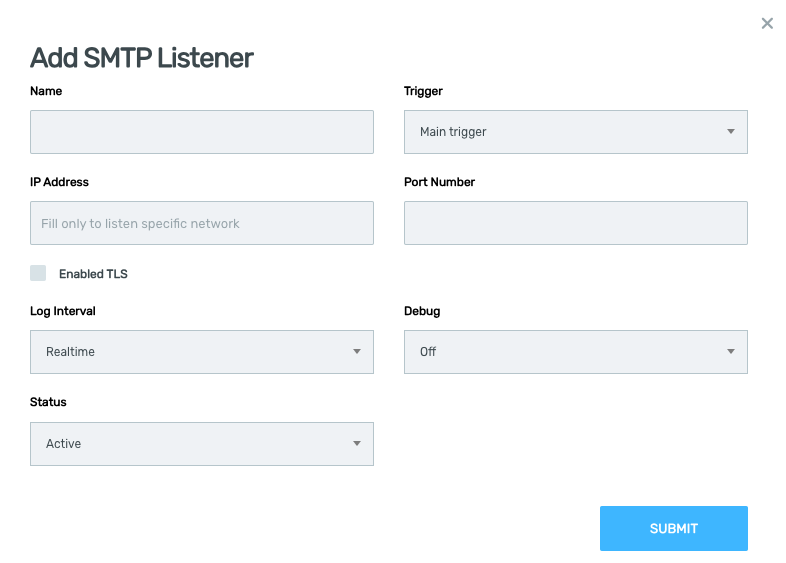 Add SMTP Listener
Name
Trigger
Main trigger
IP Address
Port Number
Fill only to listen specific network
Enabled TLS
Log Interval
Debug
Realtime
Off
Status
Active
SUBMIT